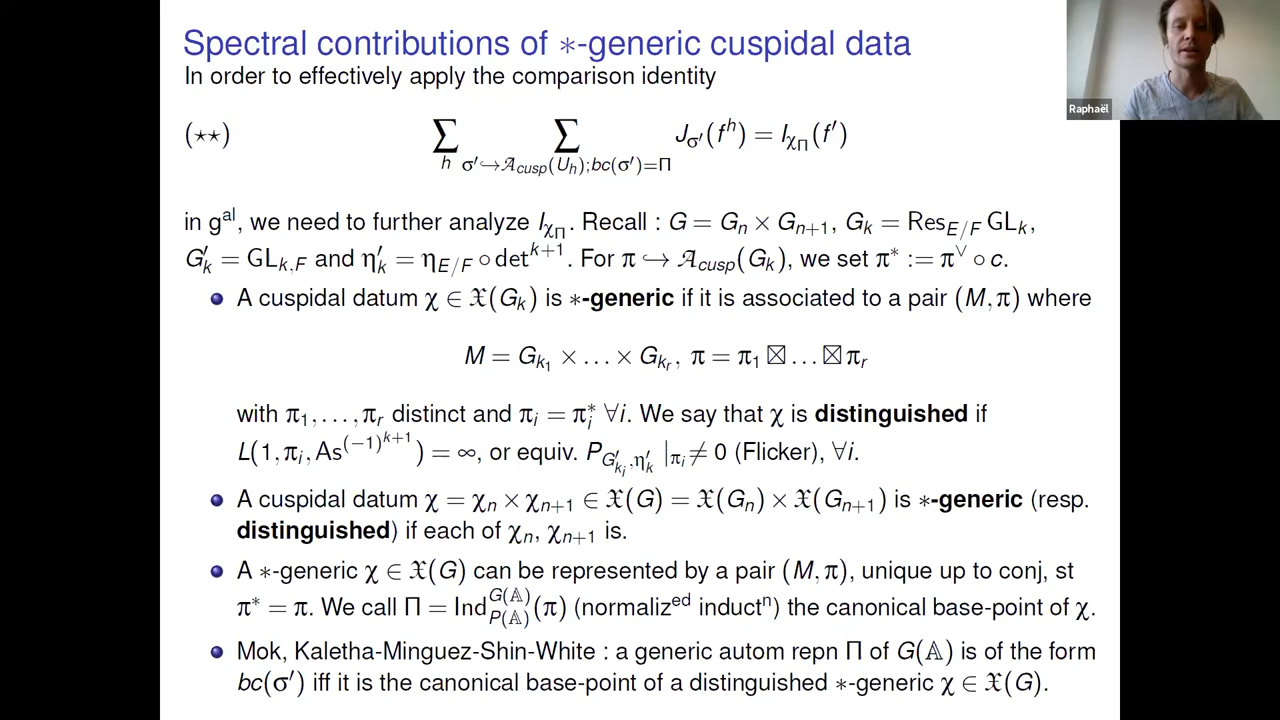 Spectral contributions of ∗-generic cuspidal data
In order to effectively apply the comparison identity
(⋆⋆) ∑_h ∑_{σ′↪𝒜_cusp(U_h); bc(σ′)=Π} J_{σ′}(f^h) = I_{χ_Π}(f′)
in g^al, we need to further analyze I_{χ_Π}. Recall : G = G_n × G_{n+1}, G_k = Res_{E/F} GL_k,
G′_k = GL_{k,F} and η′_k = η_{E/F} ∘ det^{k+1}. For π ↪ 𝒜_cusp(G_k), we set π* := π^∨ ∘ c.
A cuspidal datum χ ∈ 𝔛(G_k) is ∗-generic if it is associated to a pair (M, π) where
M = G_{k_1} × … × G_{k_r}, π = π_1 ⊠ … ⊠ π_r
with π_1, …, π_r distinct and π_i = π_i^* ∀i. We say that χ is distinguished if
L(1, π_i, As^{(−1)^{k+1}}) = ∞, or equiv. P_{G′_{k_i}, η′_k} |_{π_i} ≠ 0 (Flicker), ∀i.
A cuspidal datum χ = χ_n × χ_{n+1} ∈ 𝔛(G) = 𝔛(G_n) × 𝔛(G_{n+1}) is ∗-generic (resp.
distinguished) if each of χ_n, χ_{n+1} is.
A ∗-generic χ ∈ 𝔛(G) can be represented by a pair (M, π), unique up to conj, st
π* = π. We call Π = Ind_{P(𝔸)}^{G(𝔸)}(π) (normaliz^ed induct^n) the canonical base-point of χ.
Mok, Kaletha-Minguez-Shin-White : a generic autom repn Π of G(𝔸) is of the form
bc(σ′) iff it is the canonical base-point of a distinguished ∗-generic χ ∈ 𝔛(G).
Raphaël